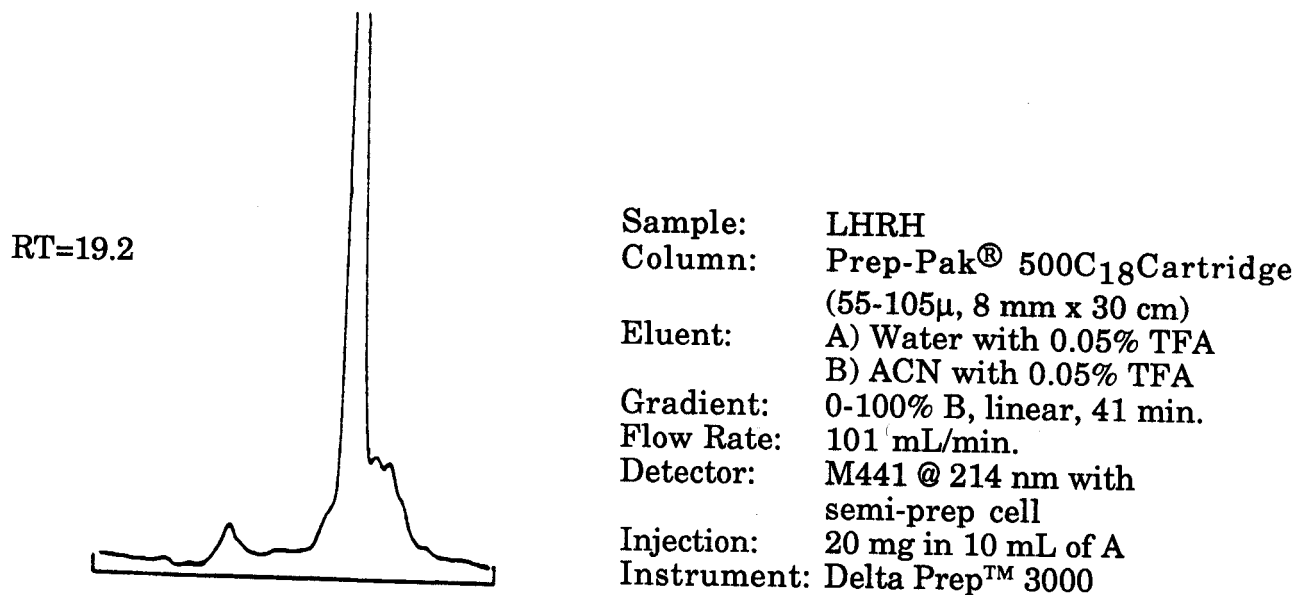 RT=19.2
Sample: LHRH
Column: Prep-Pak® 500C18Cartridge
(55-105µ, 8 mm x 30 cm)
Eluent: A) Water with 0.05% TFA
B) ACN with 0.05% TFA
Gradient: 0-100% B, linear, 41 min.
Flow Rate: 101 mL/min.
Detector: M441 @ 214 nm with
semi-prep cell
Injection: 20 mg in 10 mL of A
Instrument: Delta Prep™ 3000